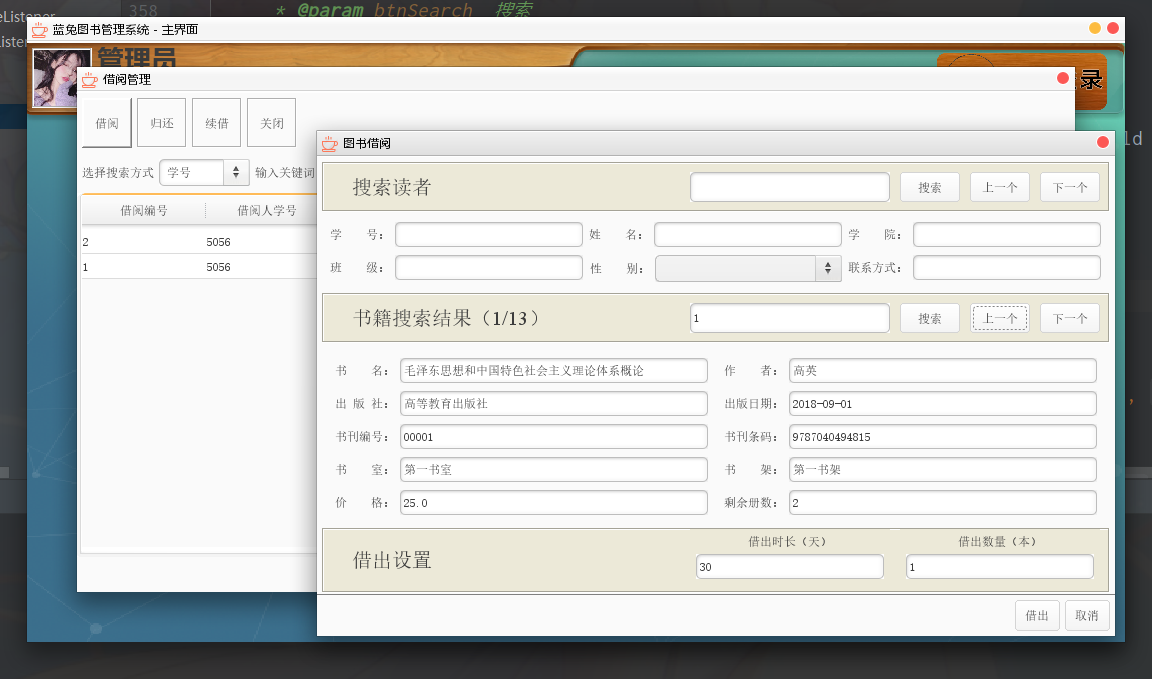 eListener
358
* @param btnSearch 搜索
Listen
蓝兔图书管理系统 - 主界面
管理员
录
借阅管理
借阅 归还 续借 关闭
选择搜索方式 学号 输入关键词
借阅编号 借阅人学号
2 5056
1 5056
ld
图书借阅
搜索读者 搜索 上一个 下一个
学 号： 姓 名： 学 院：
班 级： 性 别： 联系方式：
书籍搜索结果（1/13） 1 搜索 上一个 下一个
书 名： 毛泽东思想和中国特色社会主义理论体系概论 作 者： 高英
出 版 社： 高等教育出版社 出版日期： 2018-09-01
书刊编号： 00001 书刊条码： 9787040494815
书 室： 第一书室 书 架： 第一书架
价 格： 25.0 剩余册数： 2
借出时长（天） 借出数量（本）
借出设置 30 1
借出 取消